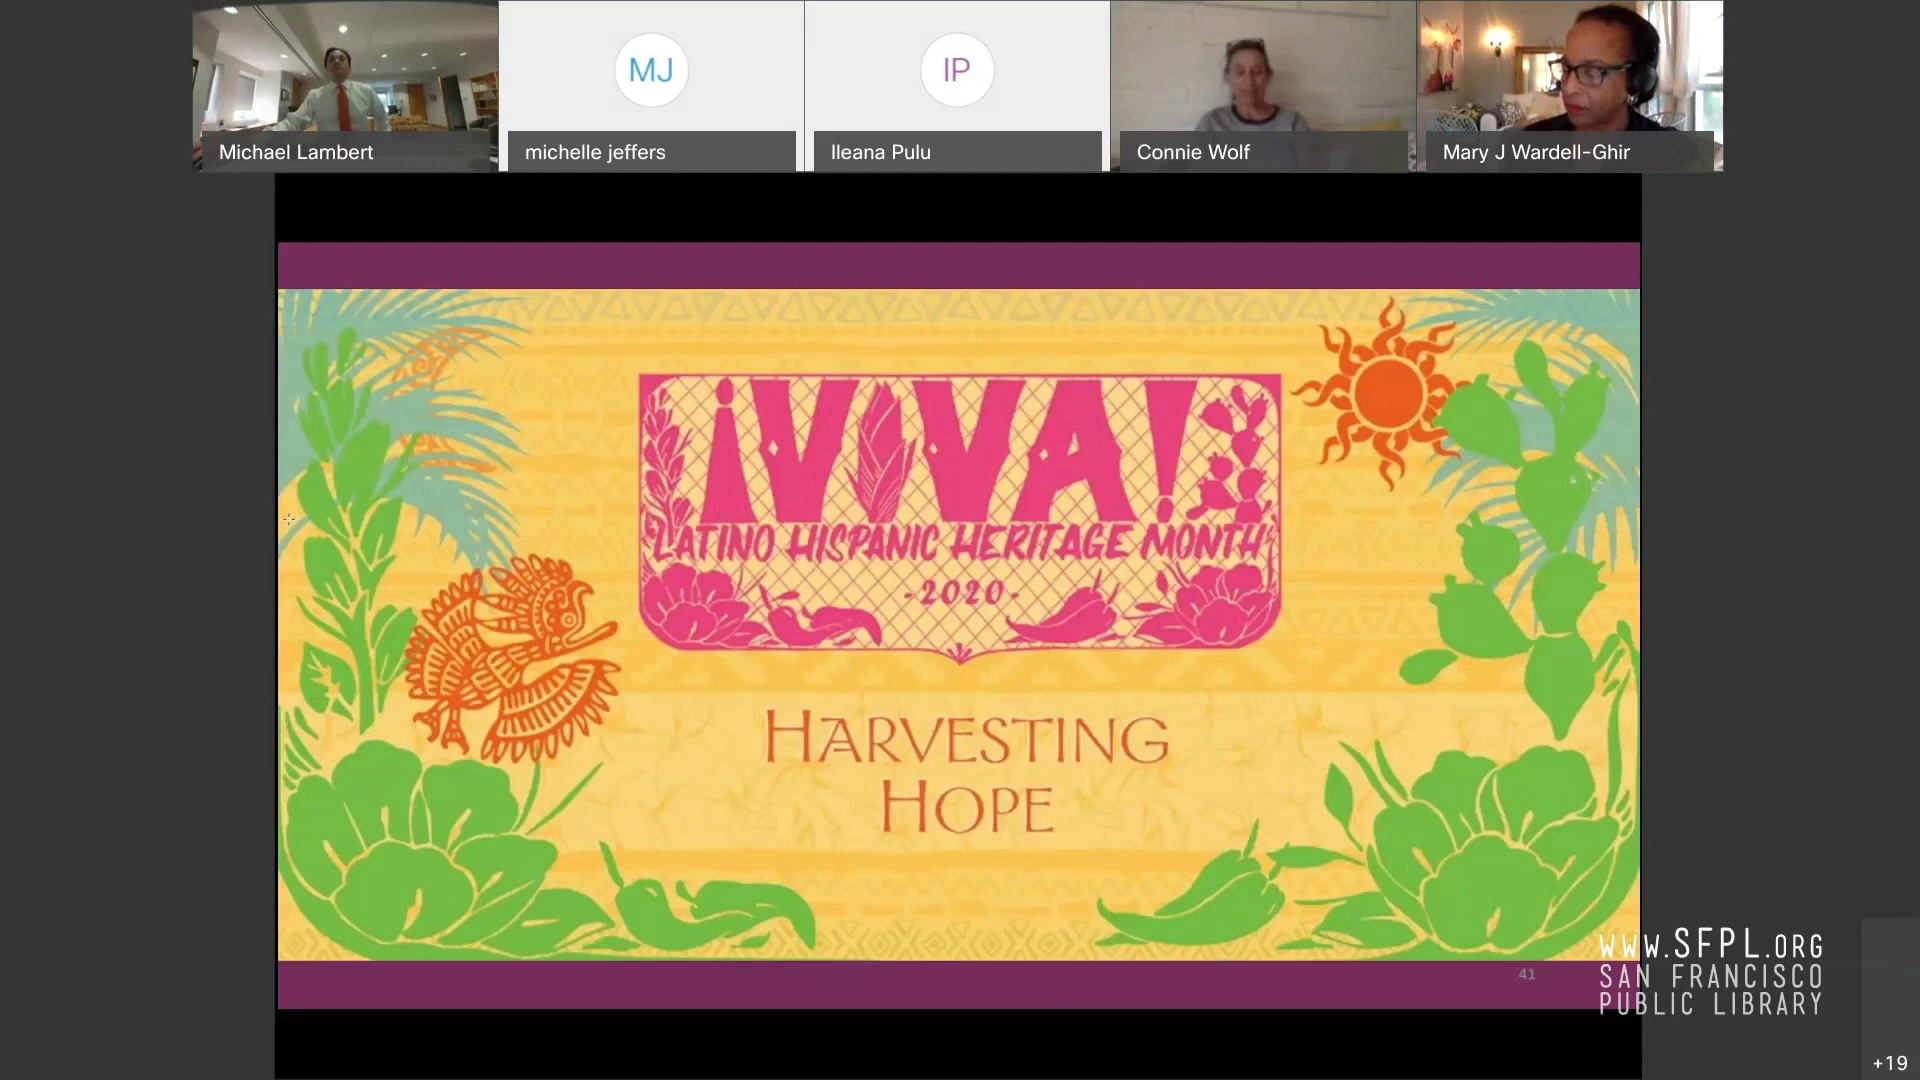 Michael Lambert
MJ
michelle jeffers
IP
Ileana Pulu
Connie Wolf
Mary J Wardell-Ghir
¡VIVA!
LATINO HISPANIC HERITAGE MONTH
-2020-
HARVESTING
HOPE
41
WWW.SFPL.ORG
SAN FRANCISCO
PUBLIC LIBRARY
+19